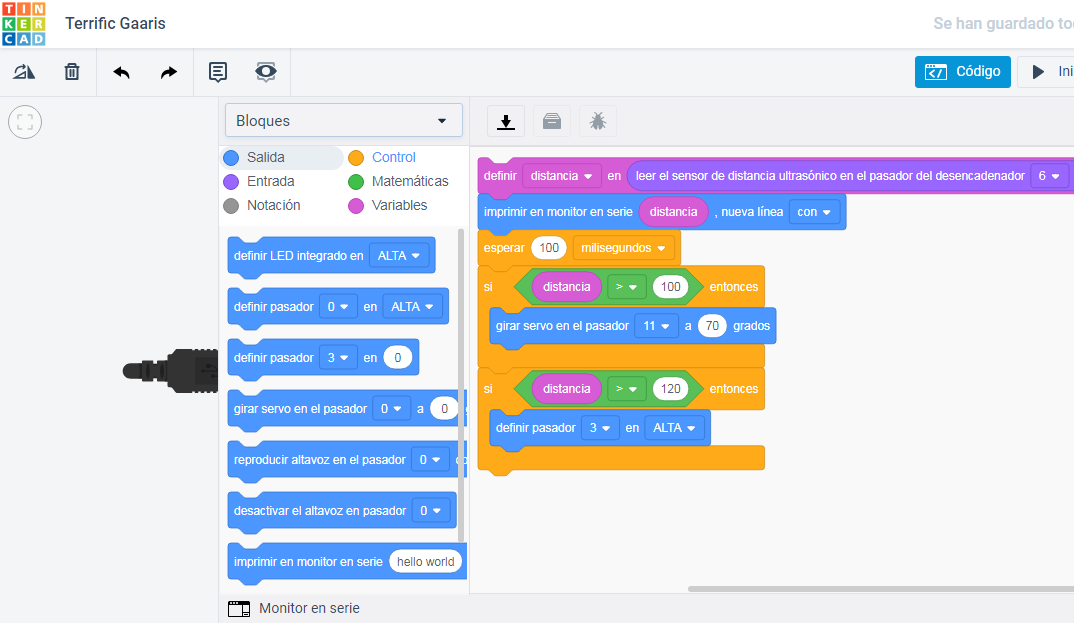 TIN
KER
CAD
Terrific Gaaris
Se han guardado
Código
Bloques
Salida
Control
Entrada
Matemáticas
Notación
Variables
definir LED integrado en ALTA
definir pasador 0 en ALTA
definir pasador 3 en 0
girar servo en el pasador 0 a 0
reproducir altavoz en el pasador 0
desactivar el altavoz en pasador 0
imprimir en monitor en serie hello world
definir distancia en leer el sensor de distancia ultrasónico en el pasador del desencadenador 6
imprimir en monitor en serie distancia , nueva línea con
esperar 100 milisegundos
si distancia > 100 entonces
girar servo en el pasador 11 a 70 grados
si distancia > 120 entonces
definir pasador 3 en ALTA
Monitor en serie